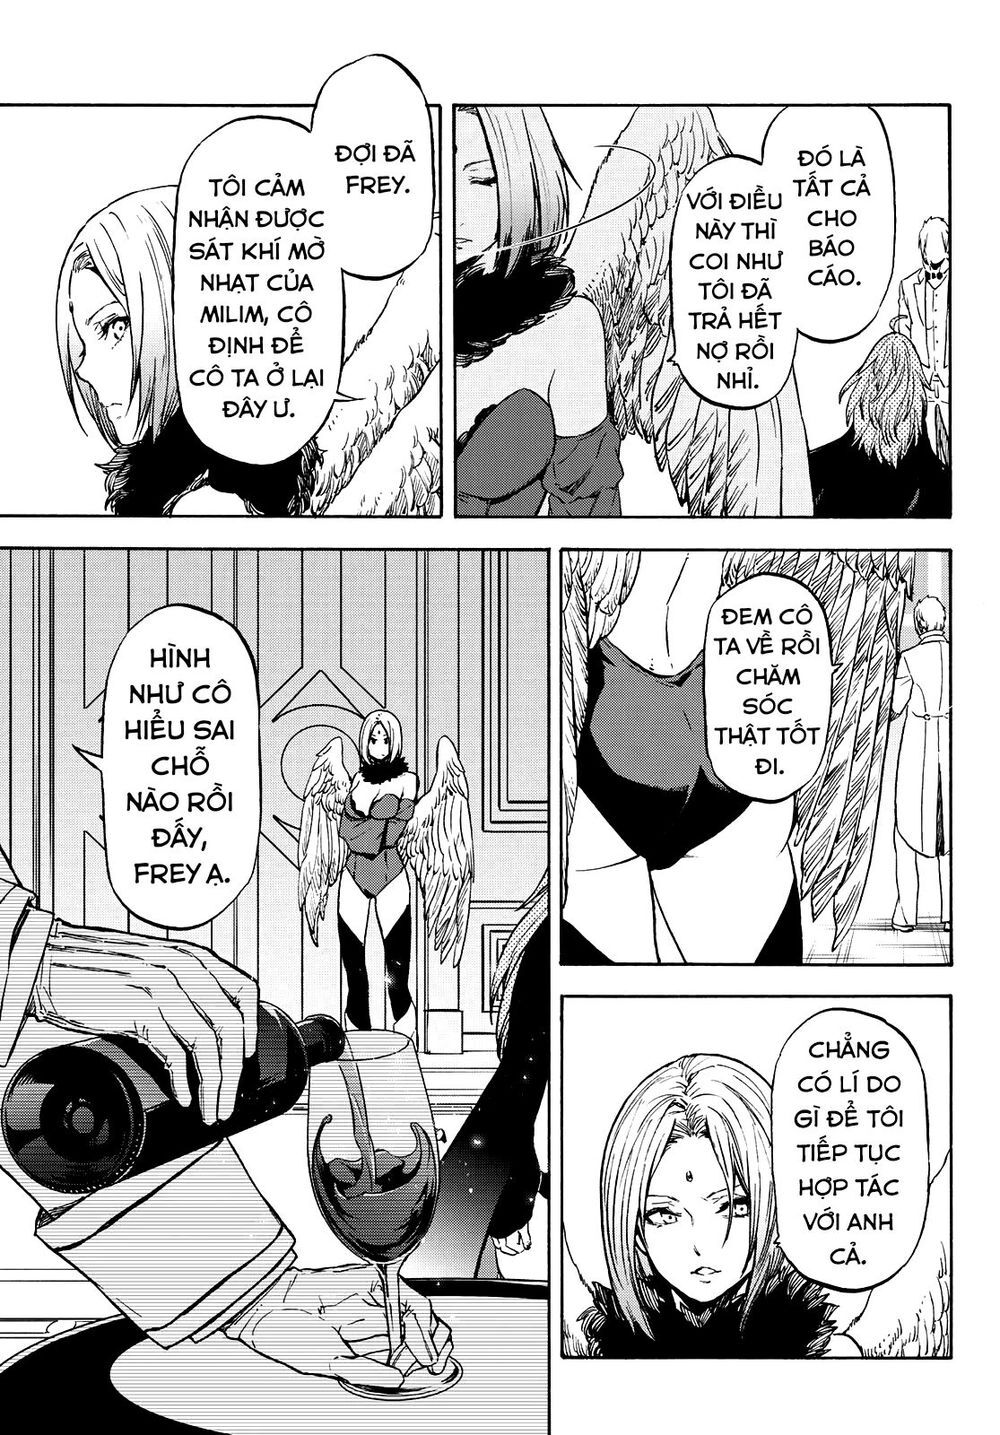 ĐÓ LÀ
TẤT CẢ
CHO
BÁO
CÁO.
VỚI ĐIỀU
NÀY THÌ
COI NHƯ
TÔI ĐÃ
TRẢ HẾT
NỢ RỒI
NHỈ.
ĐỢI ĐÃ
FREY.
TÔI CẢM
NHẬN ĐƯỢC
SÁT KHÍ MỜ
NHẠT CỦA
MILIM, CÔ
ĐỊNH ĐỂ
CÔ TA Ở LẠI
ĐÂY Ư.
ĐEM CÔ
TA VỀ RỒI
CHĂM
SÓC
THẬT TỐT
ĐI.
HÌNH
NHƯ CÔ
HIỂU SAI
CHỖ
NÀO RỒI
ĐẤY,
FREY Ạ.
CHẲNG
CÓ LÍ DO
GÌ ĐỂ TÔI
TIẾP TỤC
HỢP TÁC
VỚI ANH
CẢ.